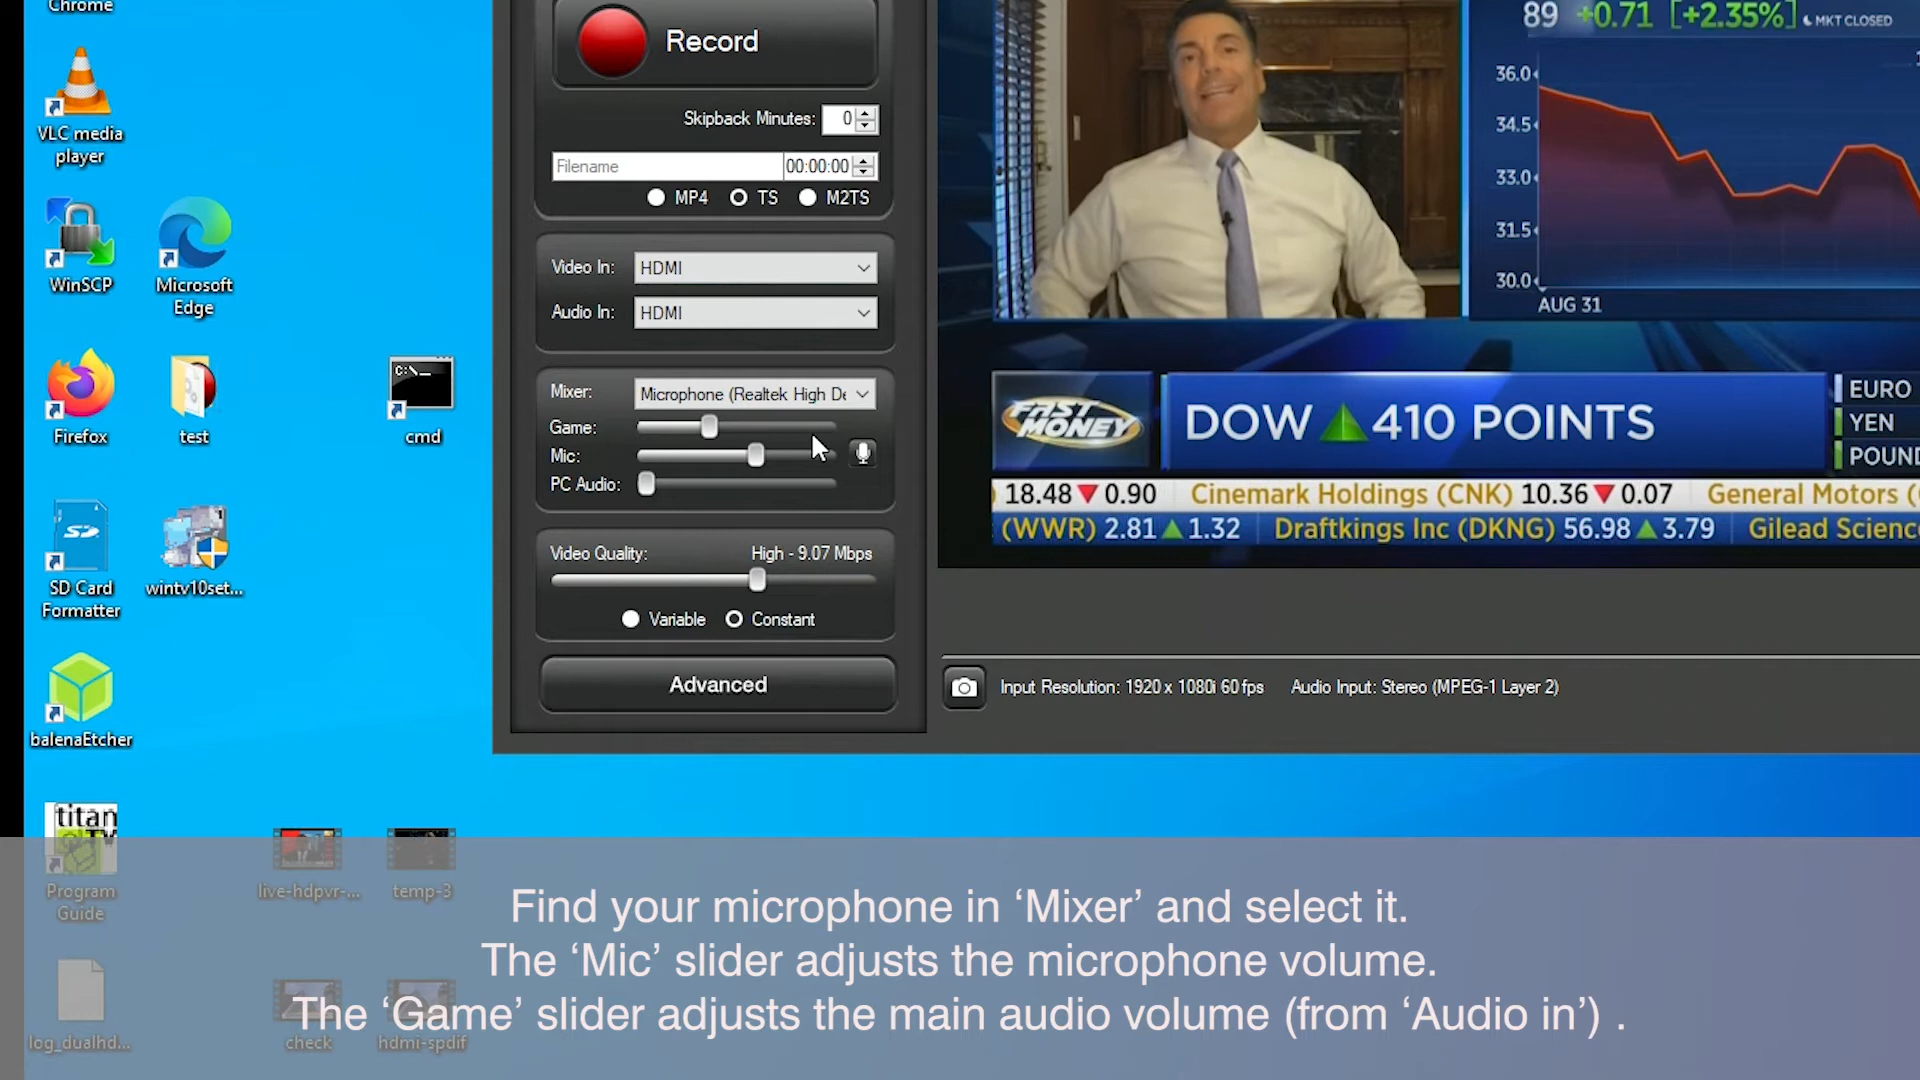 Chrome
VLC media
player
WinSCP
Microsoft
Edge
Firefox
test
cmd
SD Card
Formatter
wintv10set...
balenaEtcher
titan
TV
Program
Guide
live-hdpvr-...
temp-3
log_dualhd...
check
hdmi-spdif
Record
Skipback Minutes: 0
Filename 00:00:00
MP4 TS M2TS
Video In: HDMI
Audio In: HDMI
Mixer: Microphone (Realtek High De
Game:
Mic:
PC Audio:
Video Quality: High - 9.07 Mbps
Variable Constant
Advanced
89 +0.71 [+2.35%] MKT CLOSED
36.0
34.5
33.0
31.5
30.0
AUG 31
FAST
MONEY
DOW ▲ 410 POINTS
EURO
YEN
POUND
18.48 ▼ 0.90 Cinemark Holdings (CNK) 10.36 ▼ 0.07 General Motors (
(WWR) 2.81 ▲ 1.32 Draftkings Inc (DKNG) 56.98 ▲ 3.79 Gilead Scienc
Input Resolution: 1920 x 1080i 60 fps Audio Input: Stereo (MPEG-1 Layer 2)
Find your microphone in ‘Mixer’ and select it.
The ‘Mic’ slider adjusts the microphone volume.
The ‘Game’ slider adjusts the main audio volume (from ‘Audio in’) .